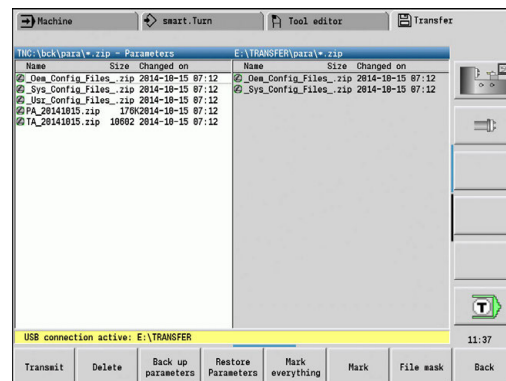 Machine smart.Turn Tool editor Transfer
TNC:\bck\para\*.zip - Parameters E:\TRANSFER\para\*.zip
Name Size Changed on Name Size Changed on
_Oem_Config_Files_.zip 2014-10-15 07:12 _Oem_Config_Files_.zip 2014-10-15 07:12
_Sys_Config_Files_.zip 2014-10-15 07:12 _Sys_Config_Files_.zip 2014-10-15 07:12
_Usr_Config_Files_.zip 2014-10-15 07:12
PA_20141015.zip 176K2014-10-15 07:12
TA_20141015.zip 10602 2014-10-15 07:12
T
USB connection active: E:\TRANSFER
11:37
Transmit Delete Back up parameters Restore Parameters Mark everything Mark File mask Back